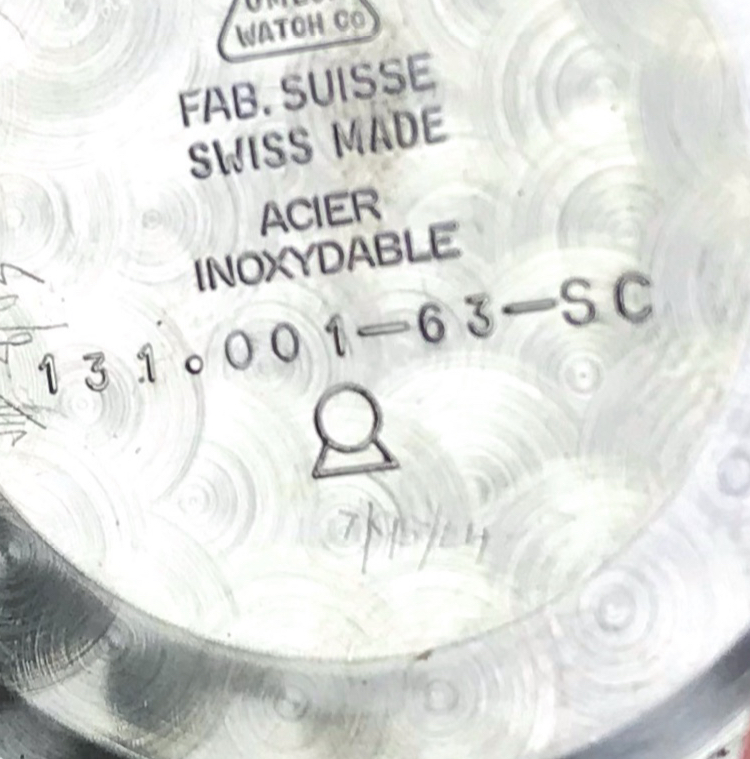 WATCH Co
FAB. SUISSE
SWISS MADE
ACIER
INOXYDABLE
131.001-63-SC